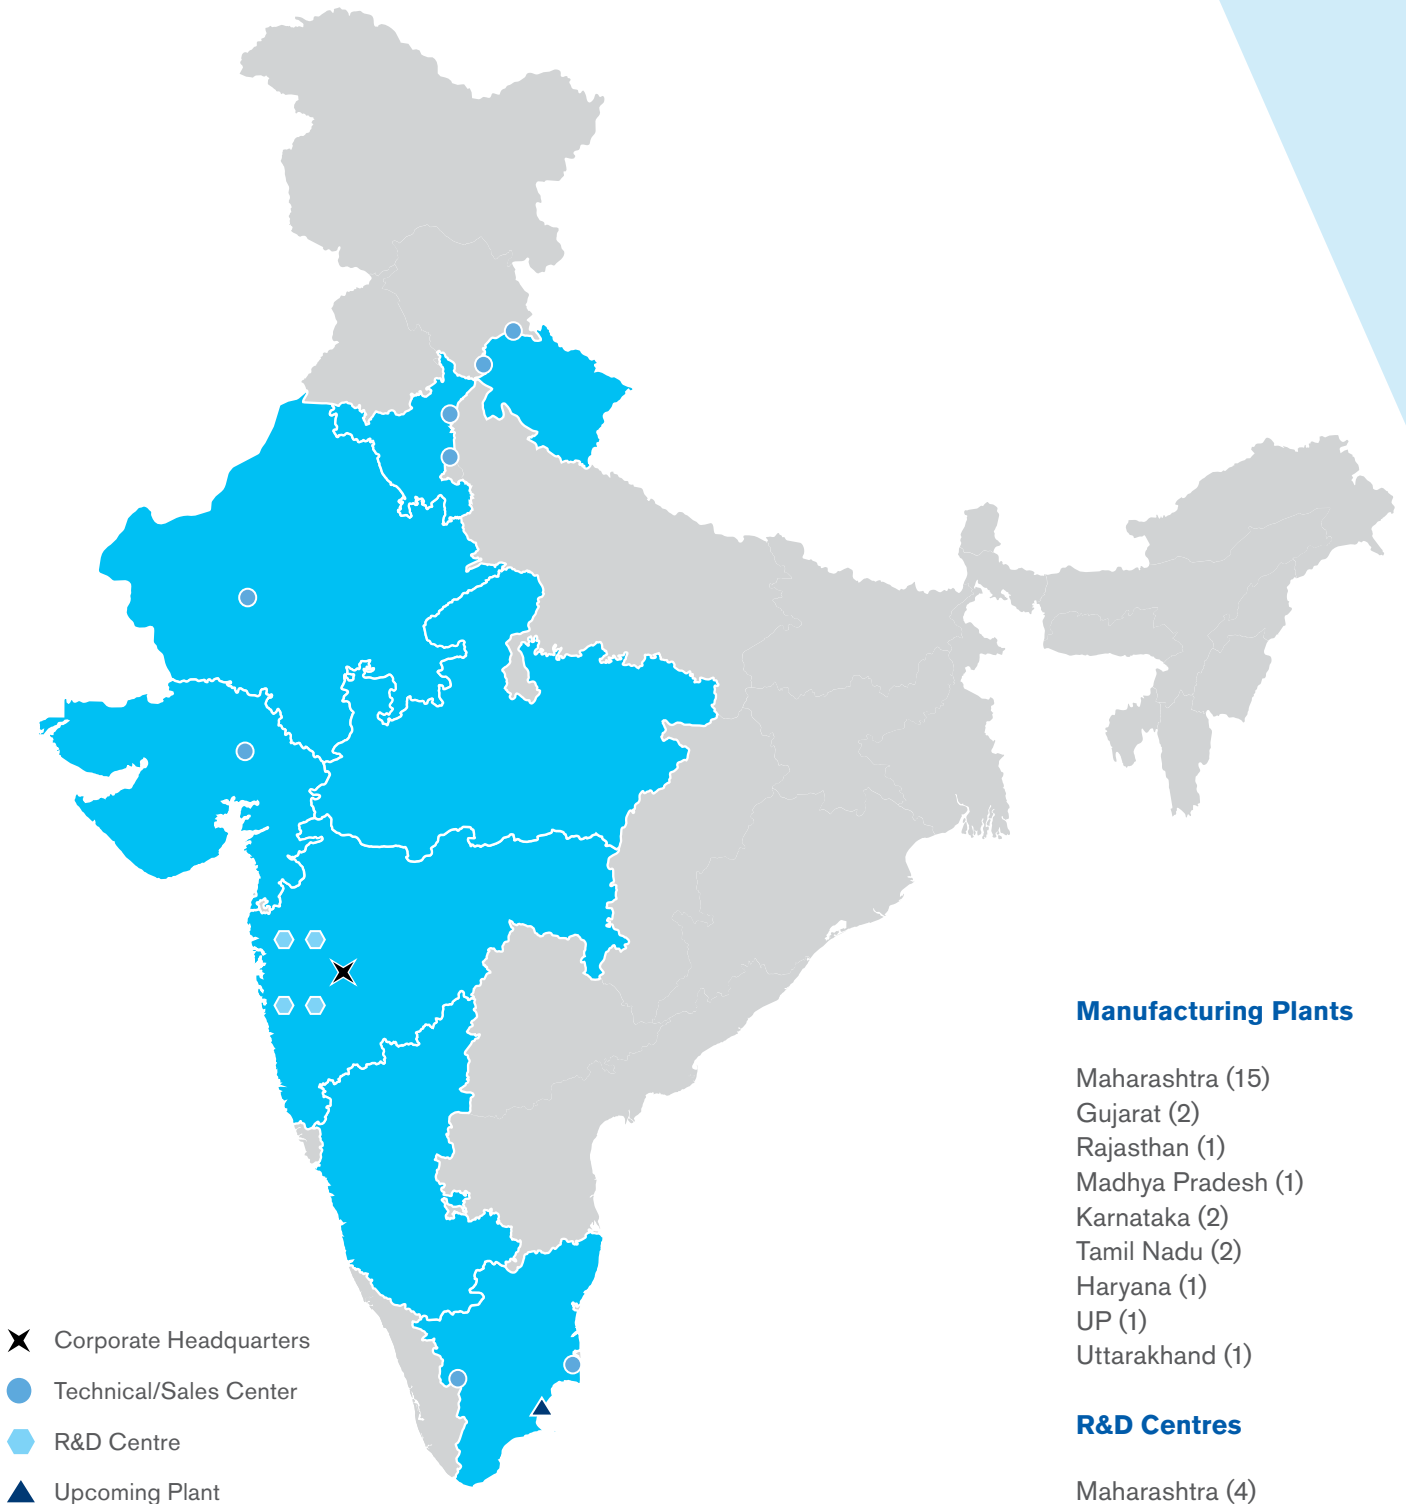 Manufacturing Plants
Maharashtra (15)
Gujarat (2)
Rajasthan (1)
Madhya Pradesh (1)
Karnataka (2)
Tamil Nadu (2)
Haryana (1)
UP (1)
Uttarakhand (1)
R&D Centres
Maharashtra (4)
Corporate Headquarters
Technical/Sales Center
R&D Centre
Upcoming Plant